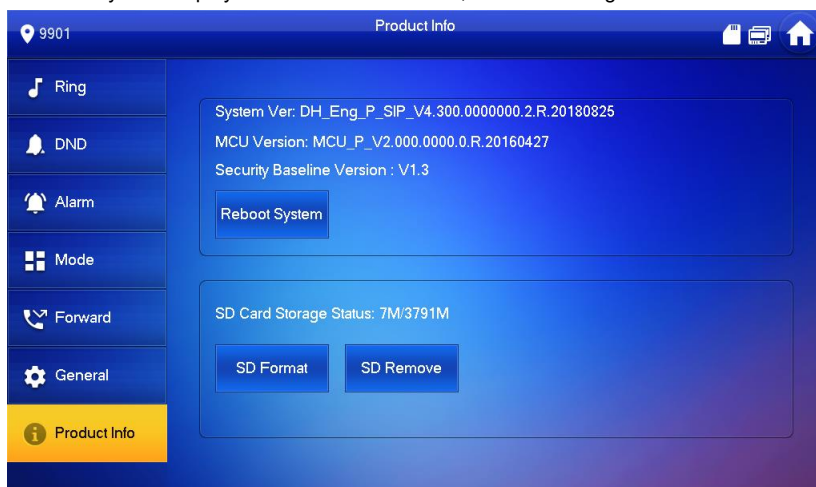 9901
Product Info
Ring
DND
Alarm
Mode
Forward
General
Product Info
System Ver: DH_Eng_P_SIP_V4.300.0000000.2.R.20180825
MCU Version: MCU_P_V2.000.0000.0.R.20160427
Security Baseline Version : V1.3
Reboot System
SD Card Storage Status: 7M/3791M
SD Format
SD Remove